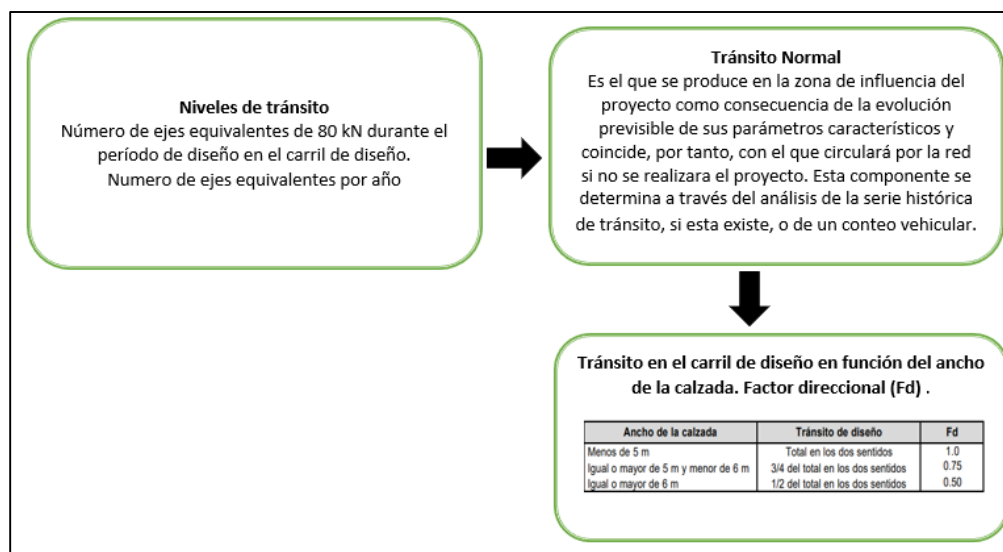 Niveles de tránsito
Número de ejes equivalentes de 80 kN durante el
período de diseño en el carril de diseño.
Numero de ejes equivalentes por año
Tránsito Normal
Es el que se produce en la zona de influencia del
proyecto como consecuencia de la evolución
previsible de sus parámetros característicos y
coincide, por tanto, con el que circulará por la red
si no se realizara el proyecto. Esta componente se
determina a través del análisis de la serie histórica
de tránsito, si esta existe, o de un conteo vehicular.
Tránsito en el carril de diseño en función del ancho
de la calzada. Factor direccional (Fd) .
Ancho de la calzada Tránsito de diseño Fd
Menos de 5 m Total en los dos sentidos 1.0
Igual o mayor de 5 m y menor de 6 m 3/4 del total en los dos sentidos 0.75
Igual o mayor de 6 m 1/2 del total en los dos sentidos 0.50